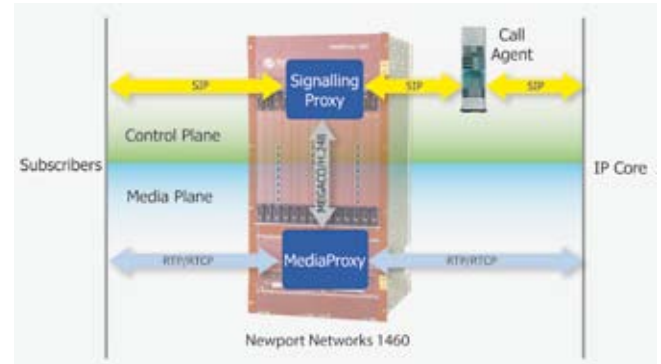 Call
Agent
Signalling
Proxy
SIP
SIP
SIP
Control Plane
Subscribers
MEGACO/H.248
IP Core
Media Plane
RTP/RTCP
MediaProxy
RTP/RTCP
Newport Networks 1460